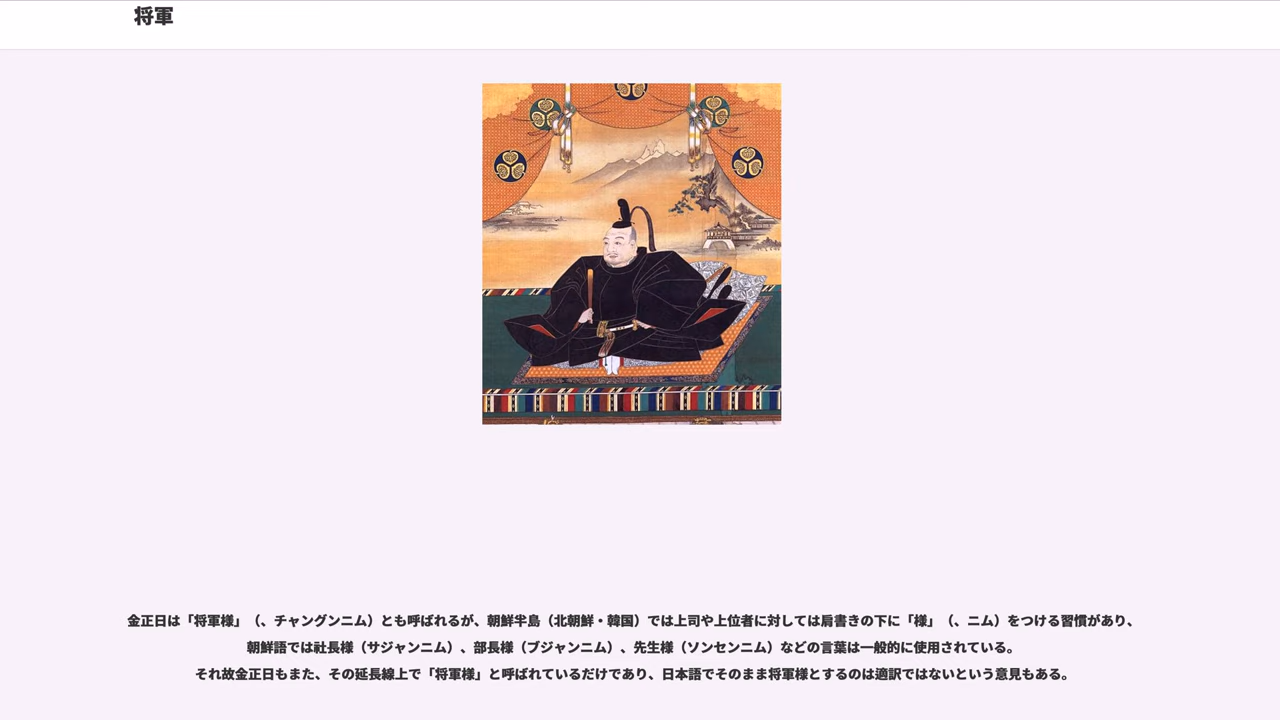 将軍
金正日は「将軍様」（、チャングンニム）とも呼ばれるが、朝鮮半島（北朝鮮・韓国）では上司や上位者に対しては肩書きの下に「様」（、ニム）をつける習慣があり、
朝鮮語では社長様（サジャンニム）、部長様（ブジャンニム）、先生様（ソンセンニム）などの言葉は一般的に使用されている。
それ故金正日もまた、その延長線上で「将軍様」と呼ばれているだけであり、日本語でそのまま将軍様とするのは適訳ではないという意見もある。